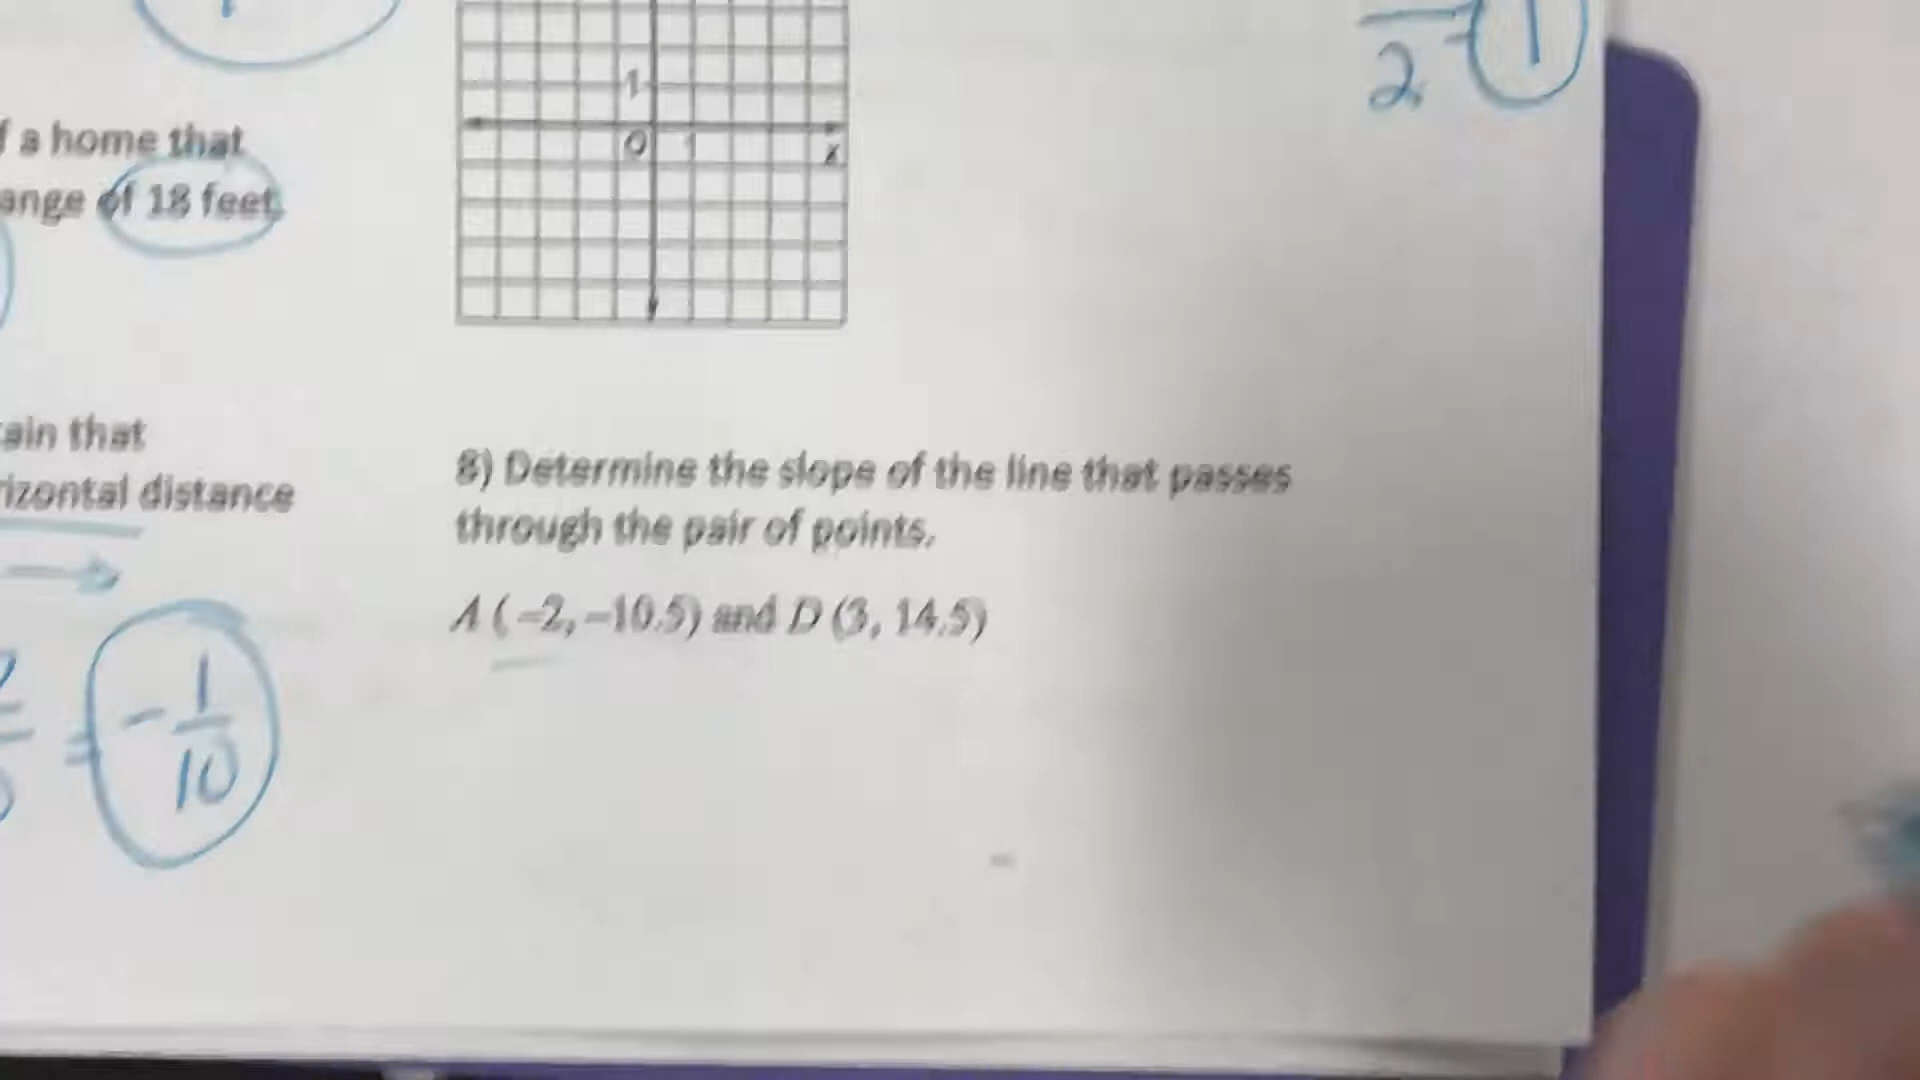 f a home that
ange of 18 feet
ain that
rizontal distance
= - 1
10
1
0
1
x
2
= 1
8) Determine the slope of the line that passes
through the pair of points.
A (-2, -10.5) and D (3, 14.5)